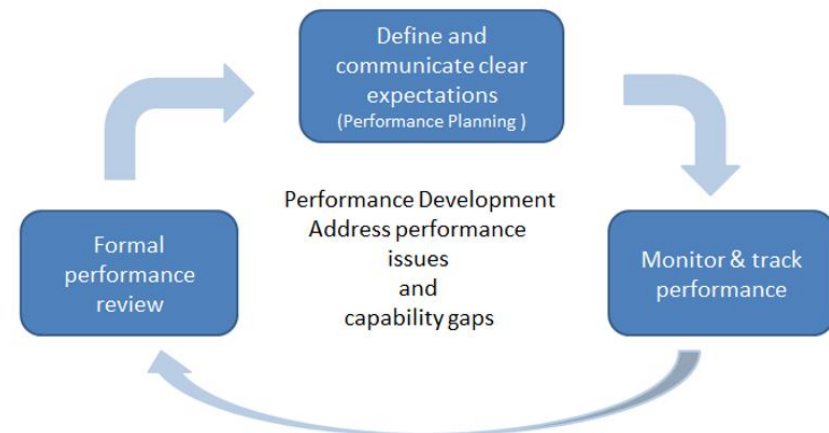 Define and
communicate clear
expectations
(Performance Planning )
Performance Development
Address performance
issues
and
capability gaps
Formal
performance
review
Monitor & track
performance